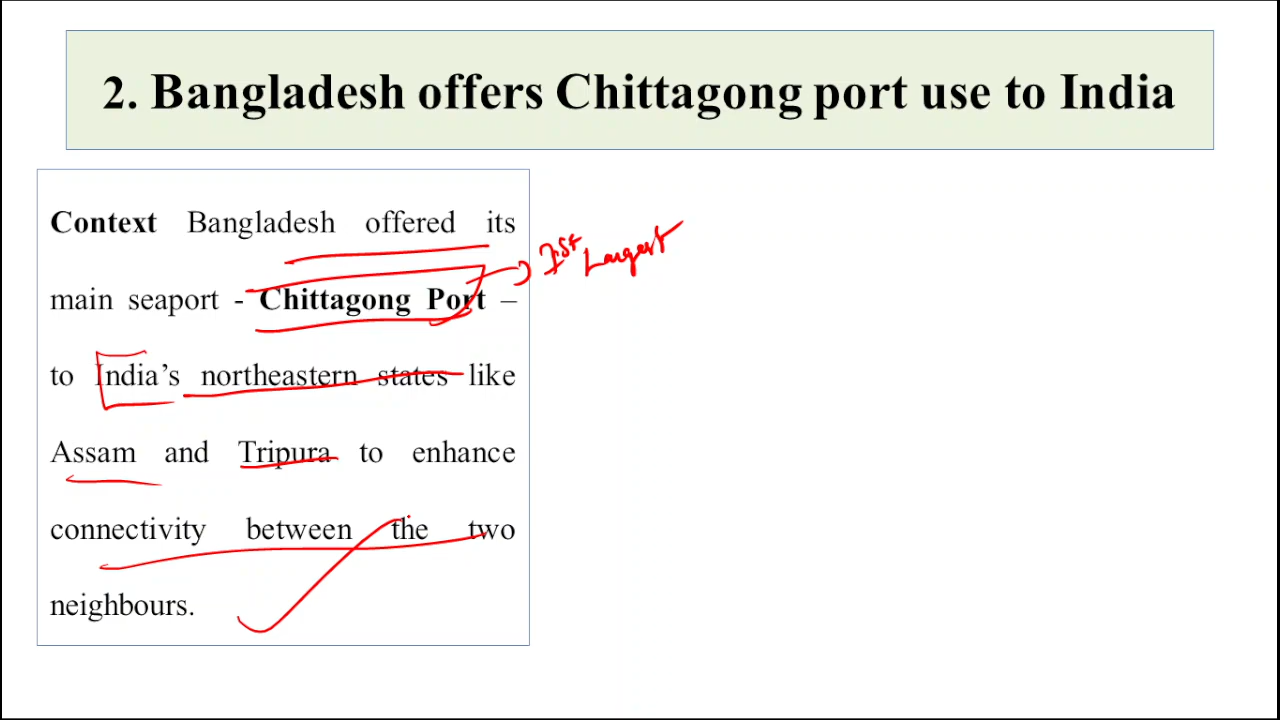 2. Bangladesh offers Chittagong port use to India
Context Bangladesh offered its
1st Largest
main seaport - Chittagong Port –
to India's northeastern states like
Assam and Tripura to enhance
connectivity between the two
neighbours.